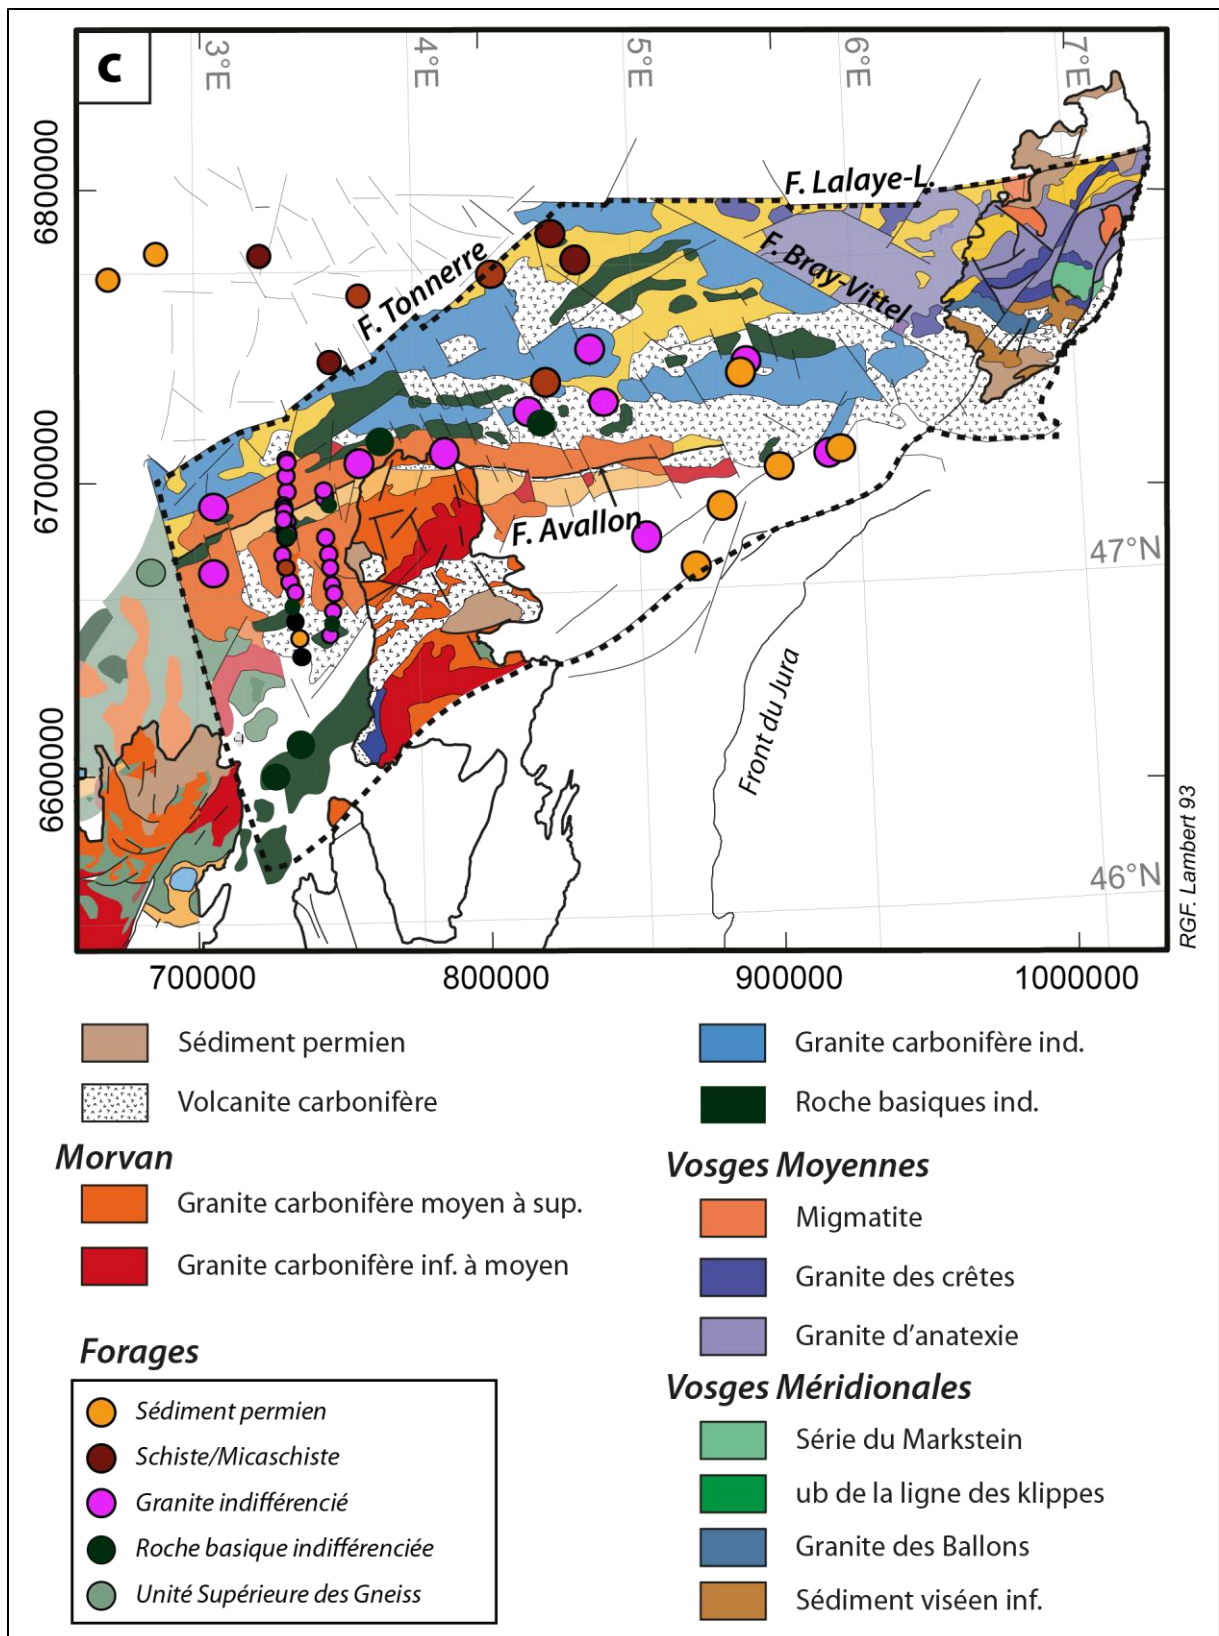 c
3°E
4°E
5°E
6°E
7°E
6800000
6700000
6600000
F. Lalaye-L.
F. Tonnerre
F. Bray-Vittel
F. Avallon
47°N
Front du Jura
46°N
RGF. Lambert 93
700000
800000
900000
1000000
Sédiment permien
Volcanite carbonifère
Morvan
Granite carbonifère moyen à sup.
Granite carbonifère inf. à moyen
Forages
Sédiment permien
Schiste/Micaschiste
Granite indifférencié
Roche basique indifférenciée
Unité Supérieure des Gneiss
Granite carbonifère ind.
Roche basiques ind.
Vosges Moyennes
Migmatite
Granite des crêtes
Granite d'anatexie
Vosges Méridionales
Série du Markstein
ub de la ligne des klippes
Granite des Ballons
Sédiment viséen inf.